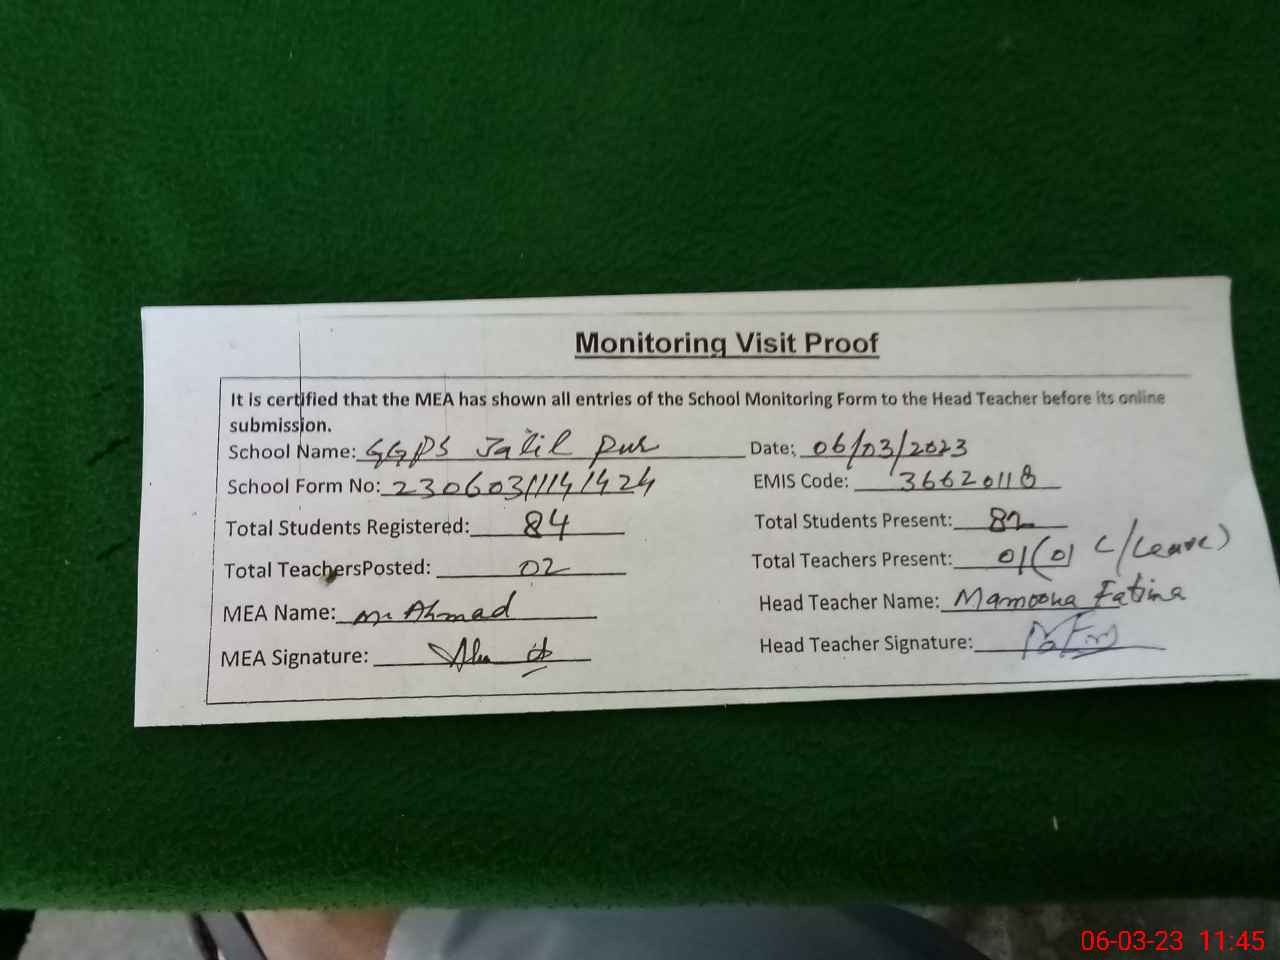 Monitoring Visit Proof
It is certified that the MEA has shown all entries of the School Monitoring Form to the Head Teacher before its online
submission.
School Name: GGPS Jalil Pur Date: 06/03/2023
School Form No: 23060311141424 EMIS Code: 36620118
Total Students Registered: 84 Total Students Present: 82
Total TeachersPosted: 02 Total Teachers Present: 01(01 C/Leave)
MEA Name: M Ahmad Head Teacher Name: Mamoona Fatima
MEA Signature: Head Teacher Signature:
06-03-23 11:45